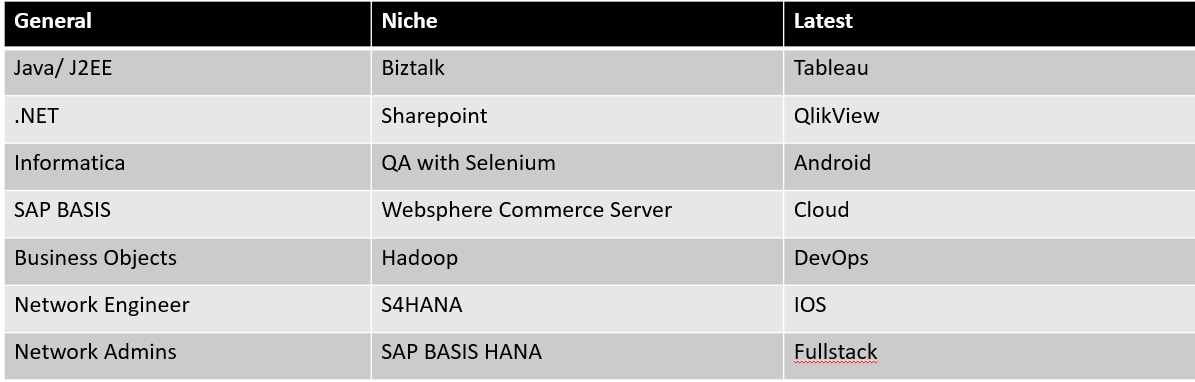 General Niche Latest
Java/ J2EE Biztalk Tableau
.NET Sharepoint QlikView
Informatica QA with Selenium Android
SAP BASIS Websphere Commerce Server Cloud
Business Objects Hadoop DevOps
Network Engineer S4HANA IOS
Network Admins SAP BASIS HANA Fullstack